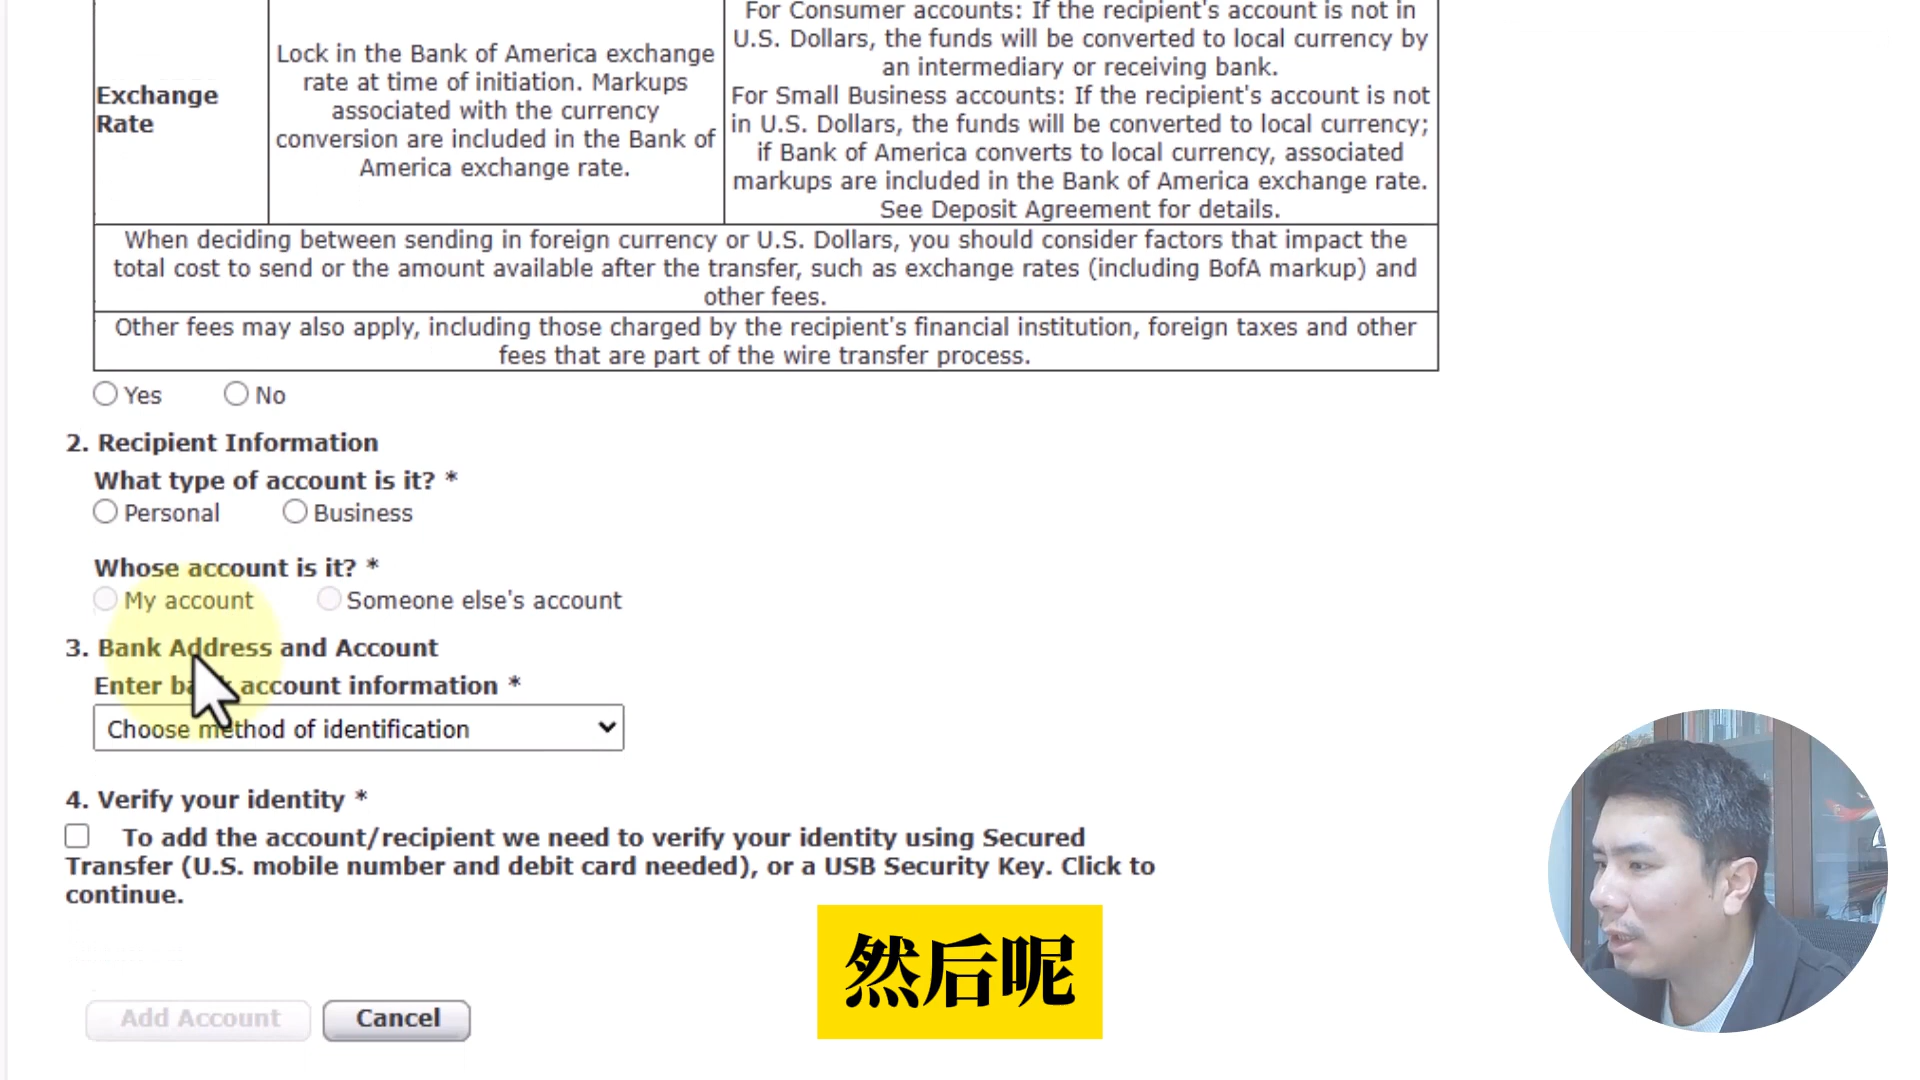 For Consumer accounts: If the recipient's account is not in
U.S. Dollars, the funds will be converted to local currency by
an intermediary or receiving bank.
For Small Business accounts: If the recipient's account is not
in U.S. Dollars, the funds will be converted to local currency;
if Bank of America converts to local currency, associated
markups are included in the Bank of America exchange rate.
See Deposit Agreement for details.
Lock in the Bank of America exchange
rate at time of initiation. Markups
associated with the currency
conversion are included in the Bank of
America exchange rate.
Exchange
Rate
When deciding between sending in foreign currency or U.S. Dollars, you should consider factors that impact the
total cost to send or the amount available after the transfer, such as exchange rates (including BofA markup) and
other fees.
Other fees may also apply, including those charged by the recipient's financial institution, foreign taxes and other
fees that are part of the wire transfer process.
Yes No
2. Recipient Information
What type of account is it? *
Personal Business
Whose account is it? *
My account Someone else's account
3. Bank Address and Account
Enter bank account information *
Choose method of identification
4. Verify your identity *
To add the account/recipient we need to verify your identity using Secured
Transfer (U.S. mobile number and debit card needed), or a USB Security Key. Click to
continue.
然后呢
Add Account Cancel